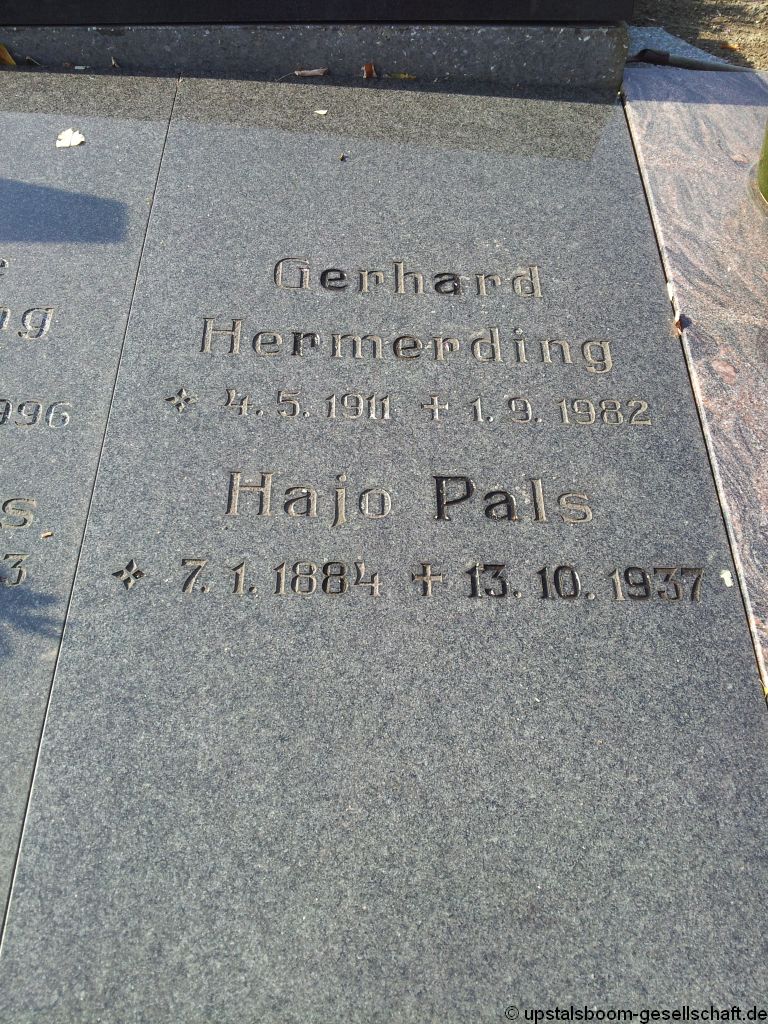 Gerhard
Hermerding
4. 5. 1911 + 1. 9. 1982
Hajo Pals
7. 1. 1884 + 13. 10. 1937
© upstalsboom-gesellschaft.de